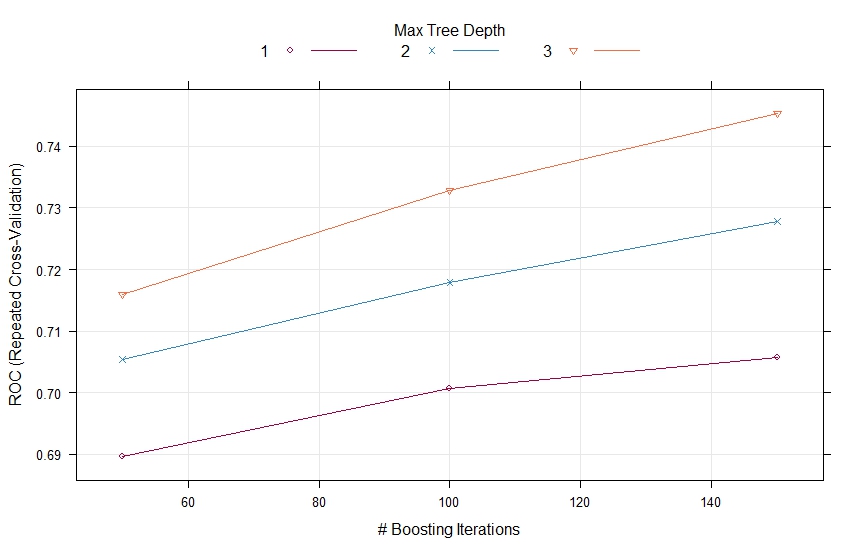 Max Tree Depth
1 2 3
0.74
0.73
0.72
0.71
0.70
0.69
ROC (Repeated Cross-Validation)
60 80 100 120 140
# Boosting Iterations